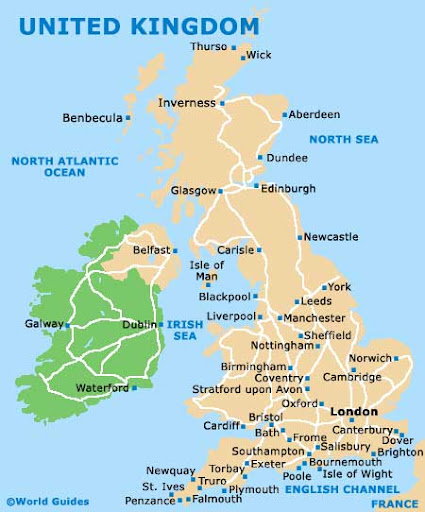 UNITED KINGDOM
Thurso
Wick
Inverness
Benbecula
Aberdeen
NORTH SEA
NORTH ATLANTIC
OCEAN
Dundee
Glasgow
Edinburgh
Newcastle
Belfast
Carlisle
Isle of
Man
York
Blackpool
Leeds
Galway
Dublin
IRISH
SEA
Liverpool
Manchester
Sheffield
Nottingham
Norwich
Birmingham
Cambridge
Waterford
Coventry
Stratford upon Avon
Oxford
London
Cardiff
Bristol
Canterbury
Bath
Frome
Dover
Salisbury
Brighton
Southampton
Newquay
Torbay
Exeter
Bournemouth
St. Ives
Truro
Poole
Isle of Wight
Plymouth
ENGLISH CHANNEL
Penzance
Falmouth
©World Guides
FRANCE